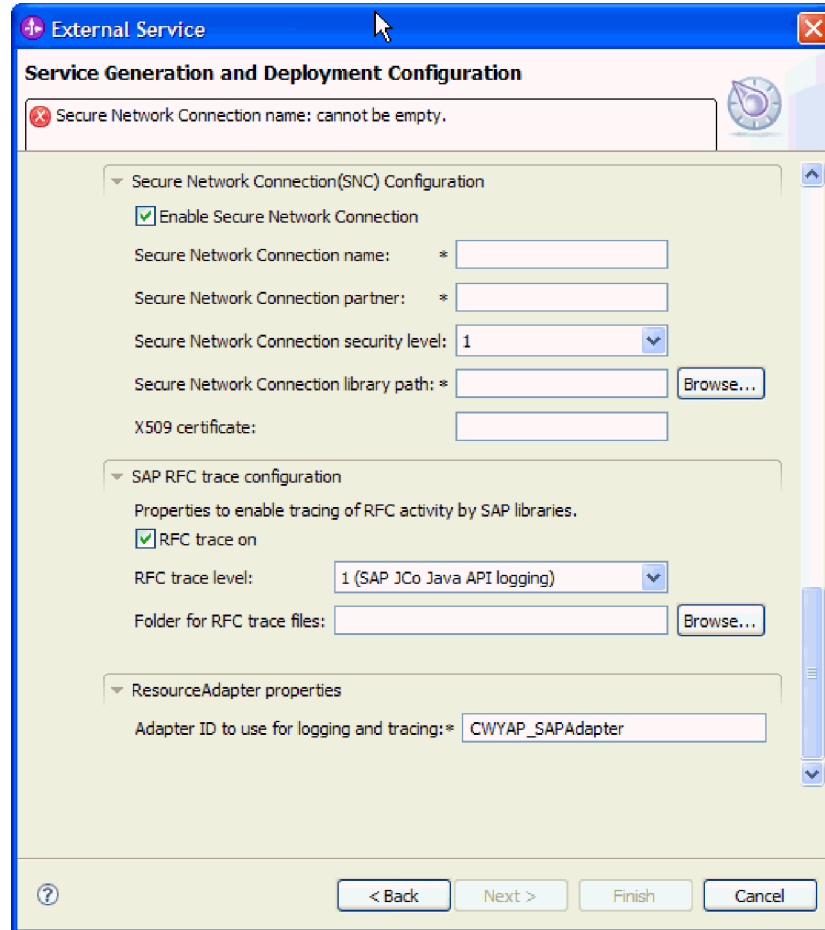 External Service
Service Generation and Deployment Configuration
Secure Network Connection name: cannot be empty.
Secure Network Connection(SNC) Configuration
Enable Secure Network Connection
Secure Network Connection name: *
Secure Network Connection partner: *
Secure Network Connection security level: 1
Secure Network Connection library path: * Browse...
X509 certificate:
SAP RFC trace configuration
Properties to enable tracing of RFC activity by SAP libraries.
RFC trace on
RFC trace level: 1 (SAP JCo Java API logging)
Folder for RFC trace files: Browse...
ResourceAdapter properties
Adapter ID to use for logging and tracing:* CWYAP_SAPAdapter
? < Back Next > Finish Cancel